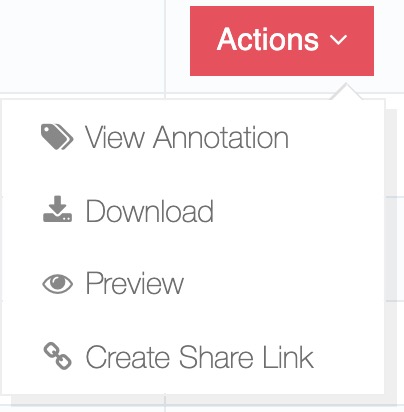 Actions
View Annotation
Download
Preview
Create Share Link